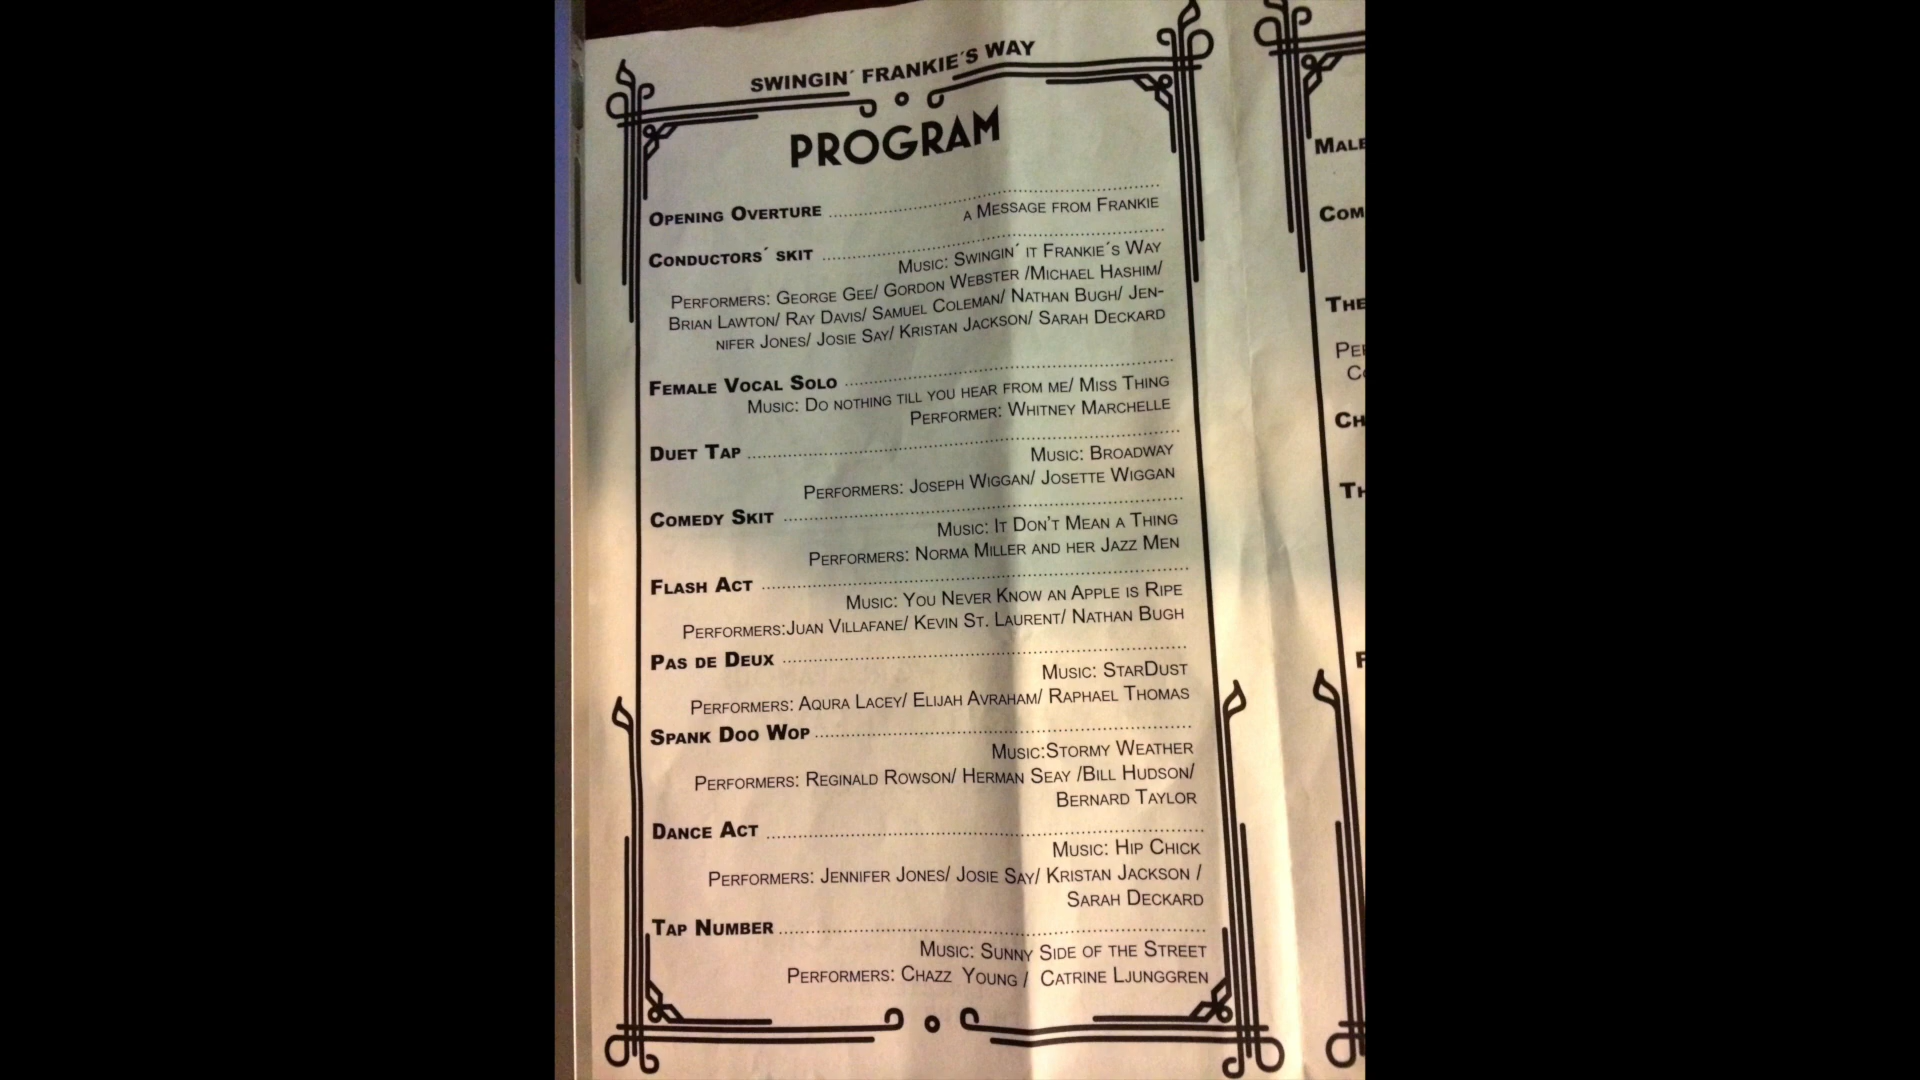 SWINGIN´ FRANKIE´S WAY
PROGRAM
OPENING OVERTURE
A MESSAGE FROM FRANKIE
CONDUCTORS´ SKIT
MUSIC: SWINGIN´ IT FRANKIE´S WAY
PERFORMERS: GEORGE GEE/ GORDON WEBSTER /MICHAEL HASHIM/
BRIAN LAWTON/ RAY DAVIS/ SAMUEL COLEMAN/ NATHAN BUGH/ JEN-
NIFER JONES/ JOSIE SAY/ KRISTAN JACKSON/ SARAH DECKARD
FEMALE VOCAL SOLO
MUSIC: DO NOTHING TILL YOU HEAR FROM ME/ MISS THING
PERFORMER: WHITNEY MARCHELLE
DUET TAP
MUSIC: BROADWAY
PERFORMERS: JOSEPH WIGGAN/ JOSETTE WIGGAN
COMEDY SKIT
MUSIC: IT DON'T MEAN A THING
PERFORMERS: NORMA MILLER AND HER JAZZ MEN
FLASH ACT
MUSIC: YOU NEVER KNOW AN APPLE IS RIPE
PERFORMERS:JUAN VILLAFANE/ KEVIN ST. LAURENT/ NATHAN BUGH
PAS DE DEUX
MUSIC: STARDUST
PERFORMERS: AQURA LACEY/ ELIJAH AVRAHAM/ RAPHAEL THOMAS
SPANK DOO WOP
MUSIC:STORMY WEATHER
PERFORMERS: REGINALD ROWSON/ HERMAN SEAY /BILL HUDSON/
BERNARD TAYLOR
DANCE ACT
MUSIC: HIP CHICK
PERFORMERS: JENNIFER JONES/ JOSIE SAY/ KRISTAN JACKSON /
SARAH DECKARD
TAP NUMBER
MUSIC: SUNNY SIDE OF THE STREET
PERFORMERS: CHAZZ YOUNG / CATRINE LJUNGGREN
MALE